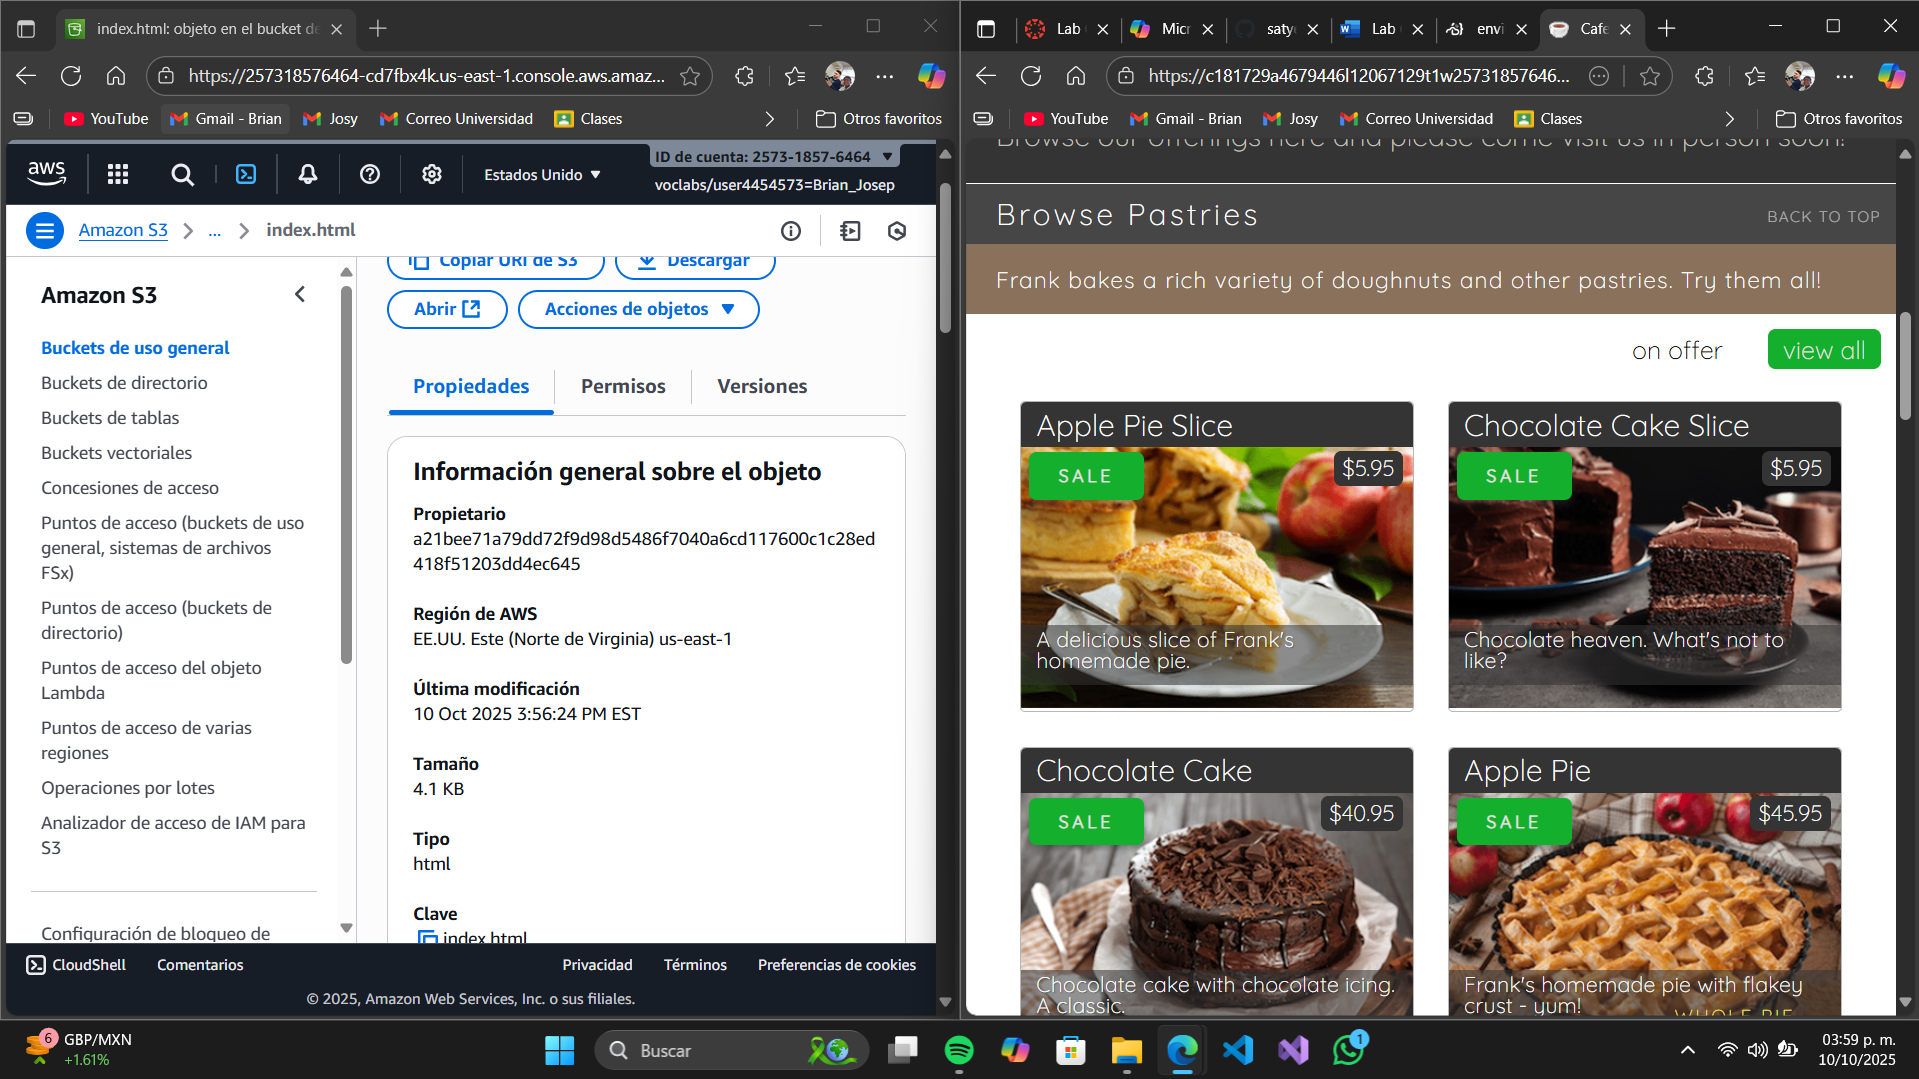 index.html: objeto en el bucket de
https://257318576464-cd7fbx4k.us-east-1.console.aws.amaz...
YouTube
Gmail - Brian
Josy
Correo Universidad
Clases
Otros favoritos
aws
Estados Unido
ID de cuenta: 2573-1857-6464
voclabs/user4454573=Brian_Josep
Amazon S3
...
index.html
Amazon S3
Buckets de uso general
Buckets de directorio
Buckets de tablas
Buckets vectoriales
Concesiones de acceso
Puntos de acceso (buckets de uso
general, sistemas de archivos
FSx)
Puntos de acceso (buckets de
directorio)
Puntos de acceso del objeto
Lambda
Puntos de acceso de varias
regiones
Operaciones por lotes
Analizador de acceso de IAM para
S3
Configuración de bloqueo de
Copiar URI de S3
Descargar
Abrir
Acciones de objetos
Propiedades
Permisos
Versiones
Información general sobre el objeto
Propietario
a21bee71a79dd72f9d98d5486f7040a6cd117600c1c28ed
418f51203dd4ec645
Región de AWS
EE.UU. Este (Norte de Virginia) us-east-1
Última modificación
10 Oct 2025 3:56:24 PM EST
Tamaño
4.1 KB
Tipo
html
Clave
index.html
CloudShell
Comentarios
Privacidad
Términos
Preferencias de cookies
© 2025, Amazon Web Services, Inc. o sus filiales.
Lab
Micr
saty
Lab
envi
Cafe
https://c181729a4679446l12067129t1w25731857646...
YouTube
Gmail - Brian
Josy
Correo Universidad
Clases
Otros favoritos
Browse our offerings here and please come visit us in person soon!
Browse Pastries
BACK TO TOP
Frank bakes a rich variety of doughnuts and other pastries. Try them all!
on offer
view all
Apple Pie Slice
SALE
$5.95
A delicious slice of Frank's
homemade pie.
Chocolate Cake Slice
SALE
$5.95
Chocolate heaven. What's not to
like?
Chocolate Cake
SALE
$40.95
Chocolate cake with chocolate icing.
A classic.
Apple Pie
SALE
$45.95
Frank's homemade pie with flakey
crust - yum!
WHOLE PIE
6
GBP/MXN
+1.61%
Buscar
1
03:59 p. m.
10/10/2025